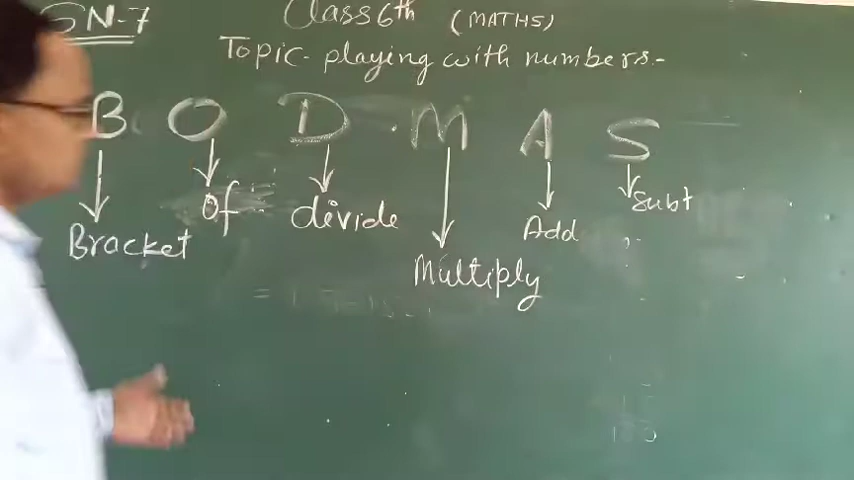 SN-7 Class 6th (MATHS)
Topic- playing with numbers.-
B O D M A S
Bracket Of divide Multiply Add Subt